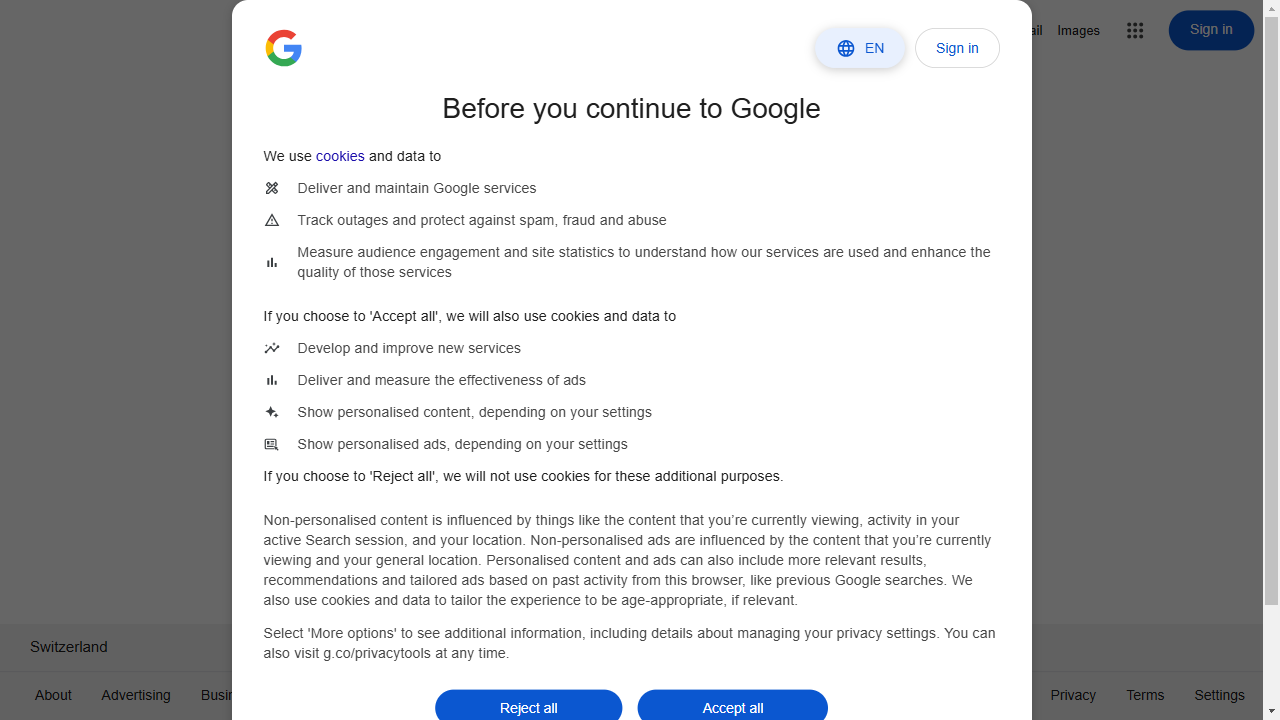 EN
Sign in
ail
Images
Sign in
Before you continue to Google
We use cookies and data to
Deliver and maintain Google services
Track outages and protect against spam, fraud and abuse
Measure audience engagement and site statistics to understand how our services are used and enhance the
quality of those services
If you choose to 'Accept all', we will also use cookies and data to
Develop and improve new services
Deliver and measure the effectiveness of ads
Show personalised content, depending on your settings
Show personalised ads, depending on your settings
If you choose to 'Reject all', we will not use cookies for these additional purposes.
Non-personalised content is influenced by things like the content that you’re currently viewing, activity in your
active Search session, and your location. Non-personalised ads are influenced by the content that you’re currently
viewing and your general location. Personalised content and ads can also include more relevant results,
recommendations and tailored ads based on past activity from this browser, like previous Google searches. We
also use cookies and data to tailor the experience to be age-appropriate, if relevant.
Select 'More options' to see additional information, including details about managing your privacy settings. You can
also visit g.co/privacytools at any time.
Switzerland
About Advertising Busin
Reject all Accept all
Privacy Terms Settings